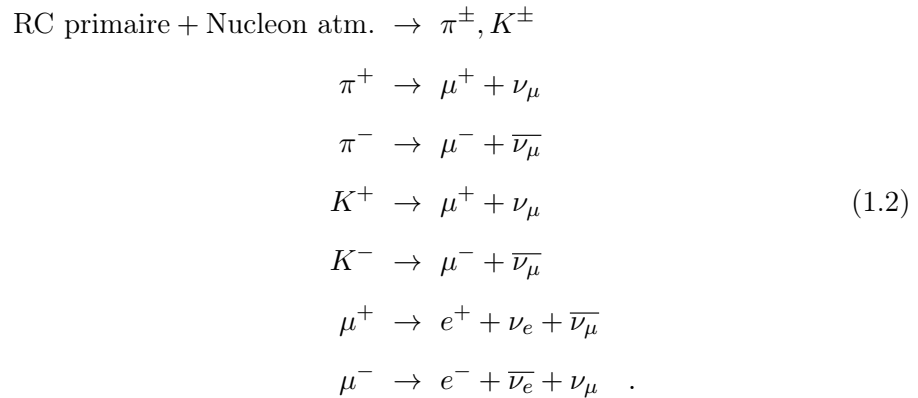 RC primaire + Nucleon atm. → π±, K±
π+ → μ+ + νμ
π− → μ− + ν̅μ
K+ → μ+ + νμ (1.2)
K− → μ− + ν̅μ
μ+ → e+ + νe + ν̅μ
μ− → e− + ν̅e + νμ .